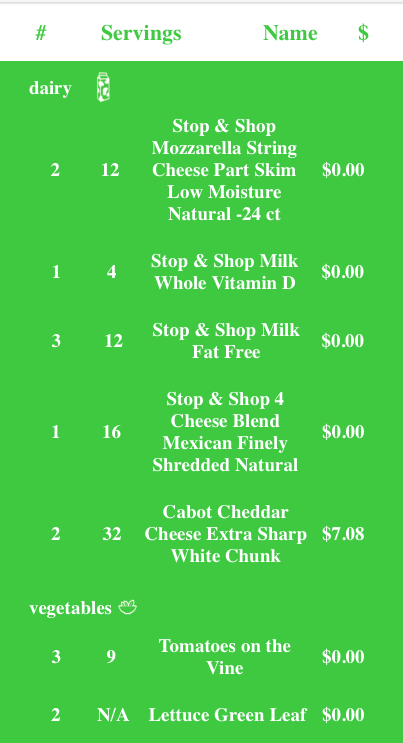 # Servings Name $
dairy
Stop & Shop
Mozzarella String
2 12 Cheese Part Skim $0.00
Low Moisture
Natural -24 ct
Stop & Shop Milk
1 4 $0.00
Whole Vitamin D
Stop & Shop Milk
3 12 $0.00
Fat Free
Stop & Shop 4
Cheese Blend
1 16 $0.00
Mexican Finely
Shredded Natural
Cabot Cheddar
2 32 Cheese Extra Sharp $7.08
White Chunk
vegetables
Tomatoes on the
3 9 $0.00
Vine
2 N/A Lettuce Green Leaf $0.00